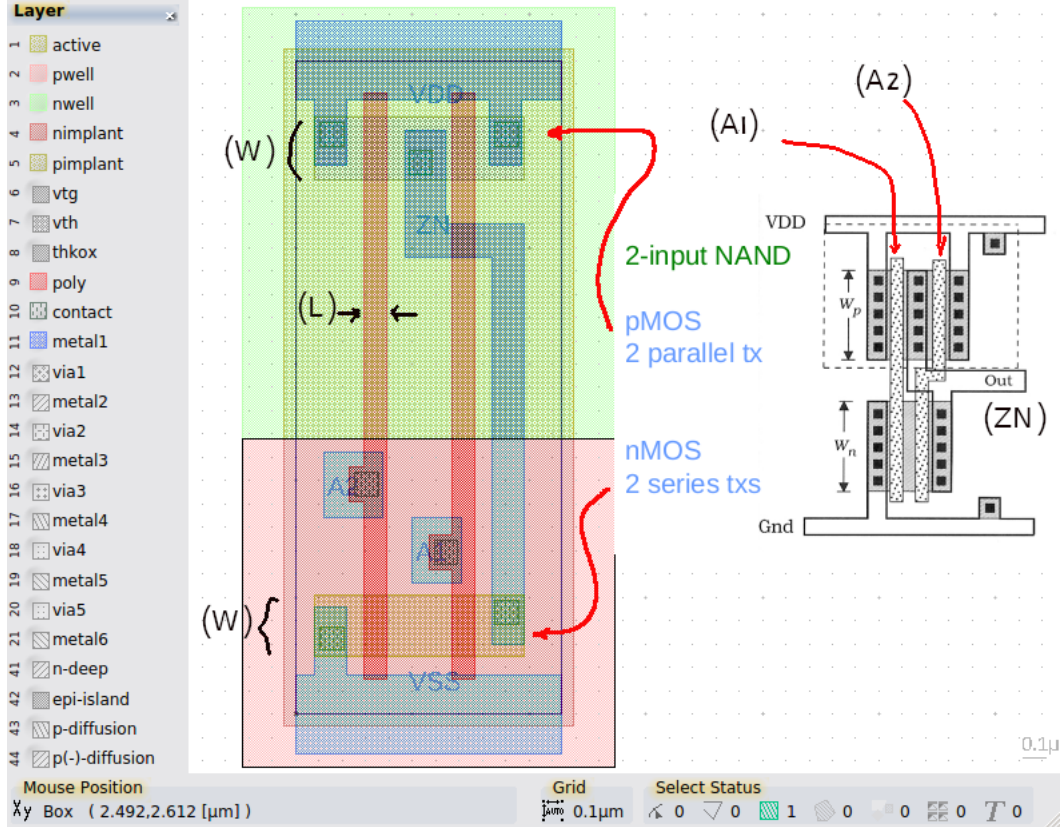 Layer
1 active
2 pwell
3 nwell
4 nimplant
5 pimplant
6 vtg
7 vth
8 thkox
9 poly
10 contact
11 metal1
12 via1
13 metal2
14 via2
15 metal3
16 via3
17 metal4
18 via4
19 metal5
20 via5
21 metal6
41 n-deep
42 epi-island
43 p-diffusion
44 p(-)-diffusion
VDD
(W)
ZN
(L)
A2
A1
(W)
VSS
2-input NAND
pMOS
2 parallel tx
nMOS
2 series txs
(A1)
(A2)
VDD
Wp
Out
(ZN)
Wn
Gnd
0.1μ
Mouse Position
Xy Box ( 2.492,2.612 [μm] )
Grid
AUTO 0.1μm
Select Status
0 0 1 0 0 0 0